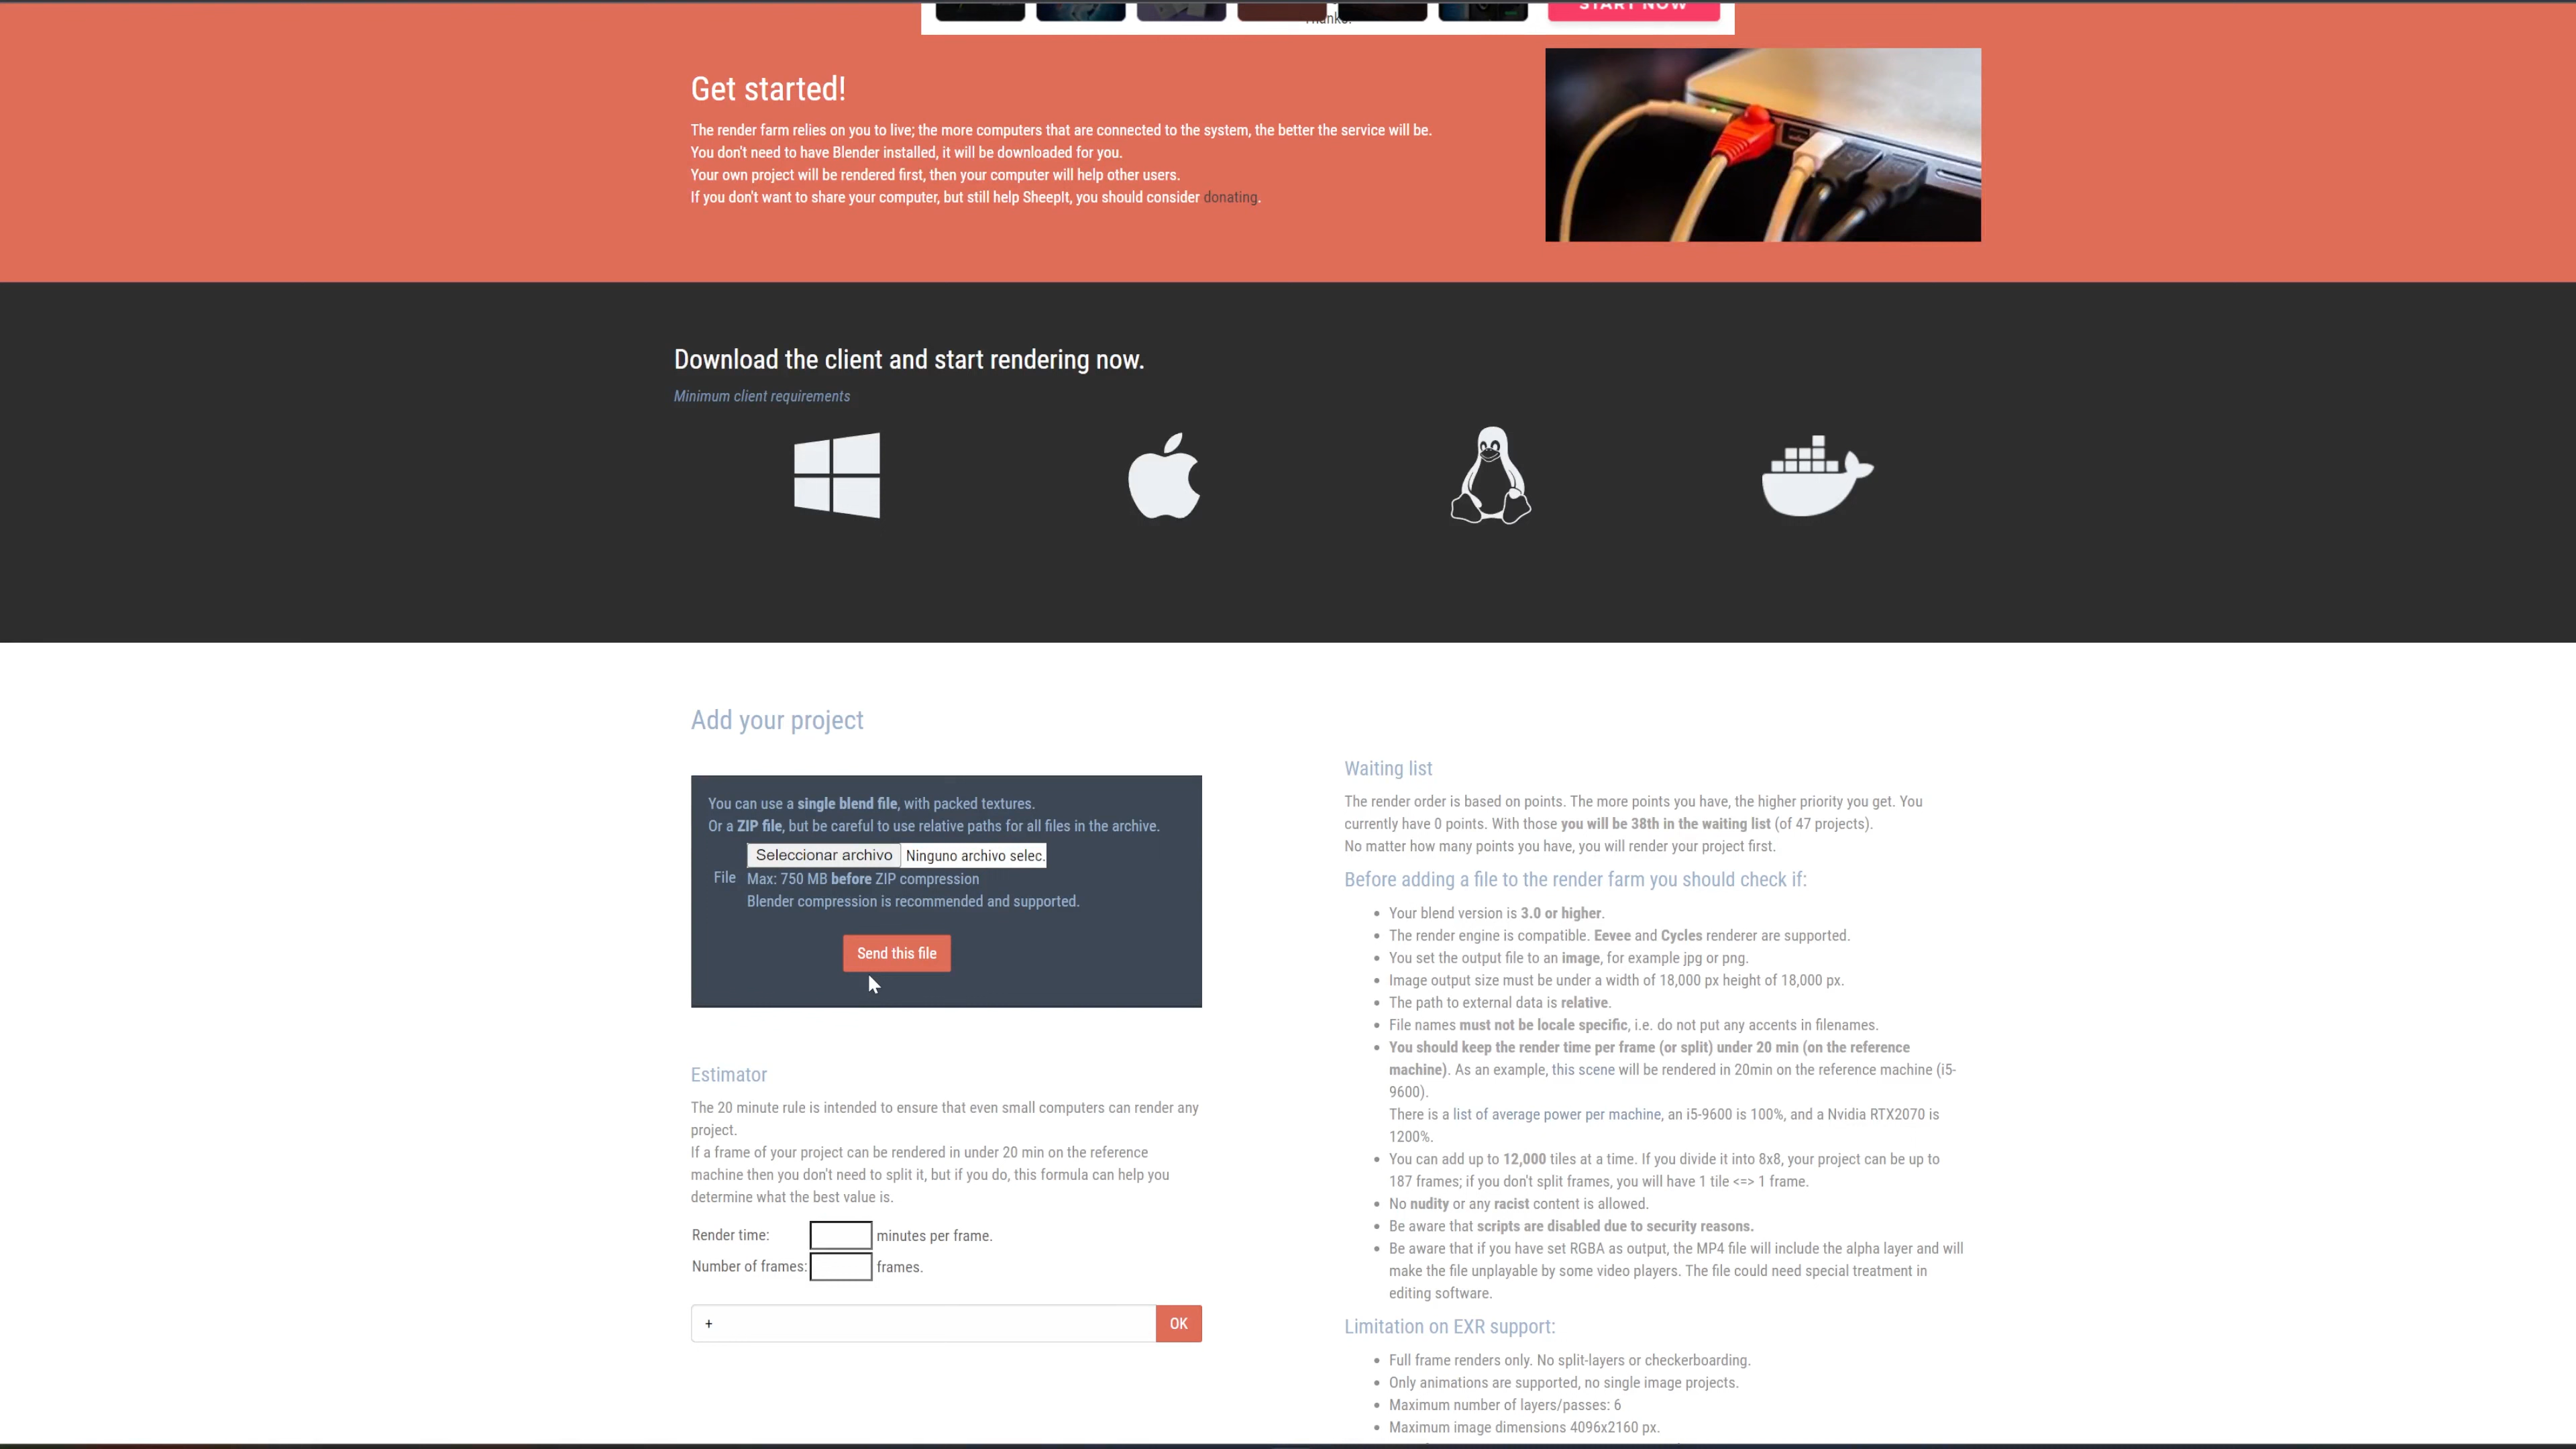 START NOW
Thanks.
Get started!
The render farm relies on you to live; the more computers that are connected to the system, the better the service will be.
You don't need to have Blender installed, it will be downloaded for you.
Your own project will be rendered first, then your computer will help other users.
If you don't want to share your computer, but still help SheepIt, you should consider donating.
Download the client and start rendering now.
Minimum client requirements
Add your project
You can use a single blend file, with packed textures.
Or a ZIP file, but be careful to use relative paths for all files in the archive.
Seleccionar archivo Ninguno archivo selec.
File
Max: 750 MB before ZIP compression
Blender compression is recommended and supported.
Send this file
Estimator
The 20 minute rule is intended to ensure that even small computers can render any
project.
If a frame of your project can be rendered in under 20 min on the reference
machine then you don't need to split it, but if you do, this formula can help you
determine what the best value is.
Render time: minutes per frame.
Number of frames: frames.
+ OK
Waiting list
The render order is based on points. The more points you have, the higher priority you get. You
currently have 0 points. With those you will be 38th in the waiting list (of 47 projects).
No matter how many points you have, you will render your project first.
Before adding a file to the render farm you should check if:
• Your blend version is 3.0 or higher.
• The render engine is compatible. Eevee and Cycles renderer are supported.
• You set the output file to an image, for example jpg or png.
• Image output size must be under a width of 18,000 px height of 18,000 px.
• The path to external data is relative.
• File names must not be locale specific, i.e. do not put any accents in filenames.
• You should keep the render time per frame (or split) under 20 min (on the reference
machine). As an example, this scene will be rendered in 20min on the reference machine (i5-
9600).
There is a list of average power per machine, an i5-9600 is 100%, and a Nvidia RTX2070 is
1200%.
• You can add up to 12,000 tiles at a time. If you divide it into 8x8, your project can be up to
187 frames; if you don't split frames, you will have 1 tile <=> 1 frame.
• No nudity or any racist content is allowed.
• Be aware that scripts are disabled due to security reasons.
• Be aware that if you have set RGBA as output, the MP4 file will include the alpha layer and will
make the file unplayable by some video players. The file could need special treatment in
editing software.
Limitation on EXR support:
• Full frame renders only. No split-layers or checkerboarding.
• Only animations are supported, no single image projects.
• Maximum number of layers/passes: 6
• Maximum image dimensions 4096x2160 px.